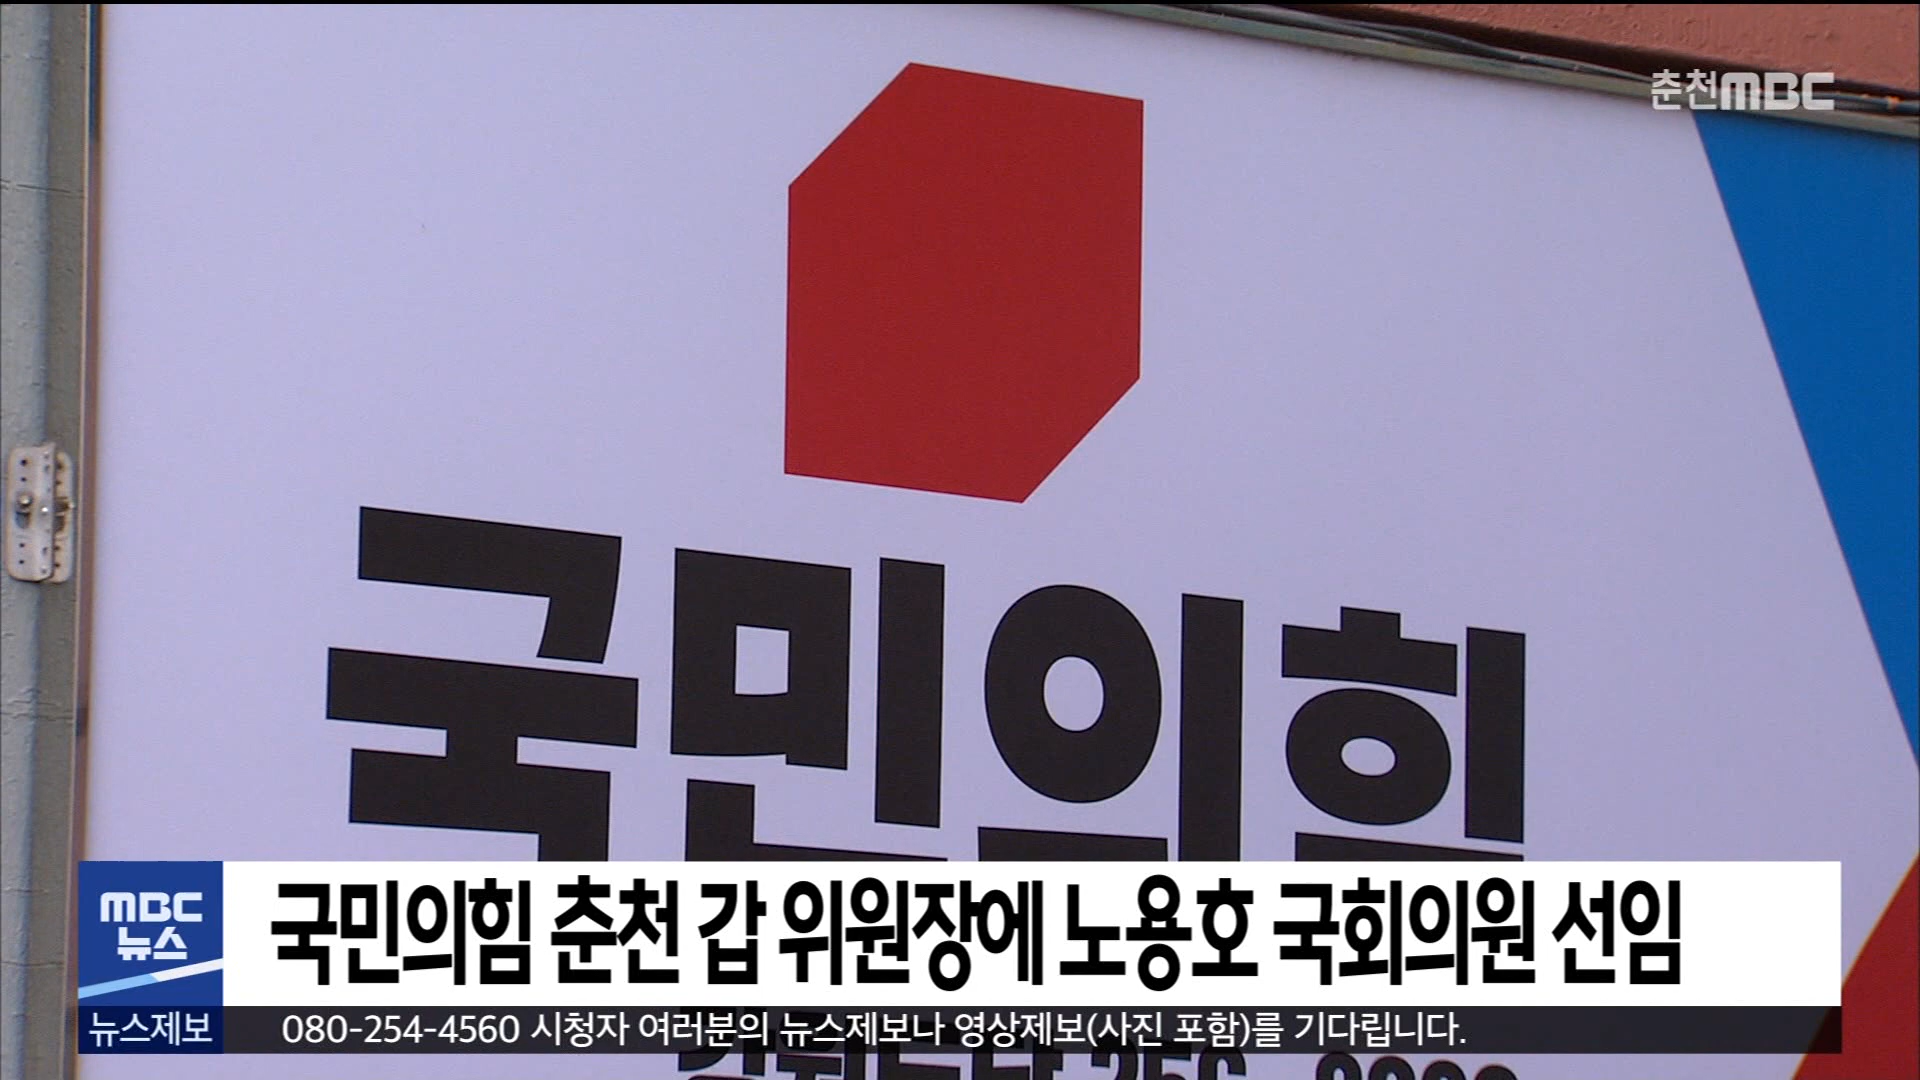 춘천MBC
국민의힘
MBC
뉴스
국민의힘 춘천 갑 위원장에 노용호 국회의원 선임
뉴스제보
080-254-4560 시청자 여러분의 뉴스제보나 영상제보(사진 포함)를 기다립니다.